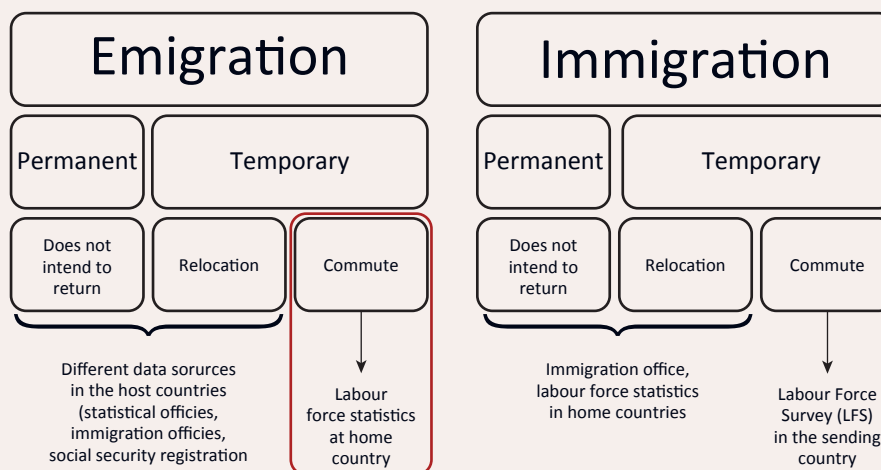 Emigration
Permanent
Temporary
Does not
intend to
return
Relocation
Commute
Different data sorurces
in the host countries
(statistical officies,
immigration officies,
social security registration
Labour
force statistics
at home
country
Immigration
Permanent
Temporary
Does not
intend to
return
Relocation
Commute
Immigration office,
labour force statistics
in home countries
Labour Force
Survey (LFS)
in the sending
country